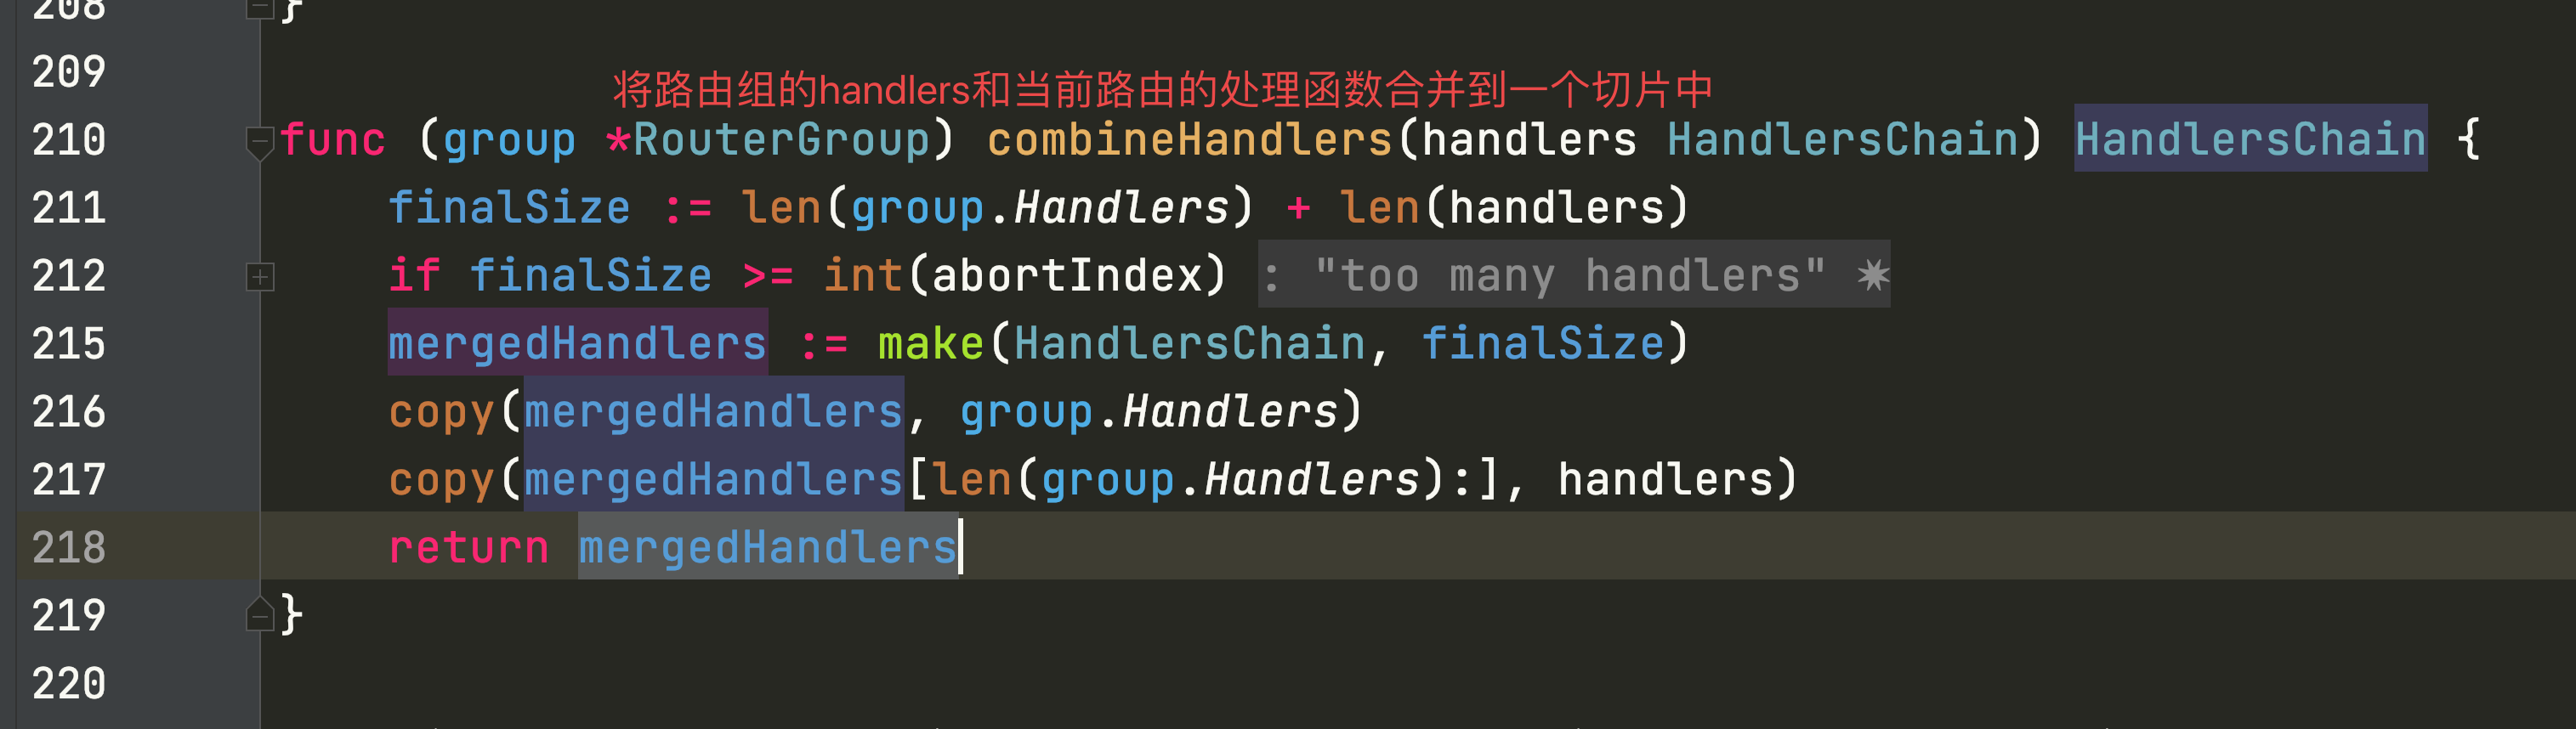 208 }
209
将路由组的handlers和当前路由的处理函数合并到一个切片中
210 func (group *RouterGroup) combineHandlers(handlers HandlersChain) HandlersChain {
211 finalSize := len(group.Handlers) + len(handlers)
212 if finalSize >= int(abortIndex) : "too many handlers" ✷
215 mergedHandlers := make(HandlersChain, finalSize)
216 copy(mergedHandlers, group.Handlers)
217 copy(mergedHandlers[len(group.Handlers):], handlers)
218 return mergedHandlers
219 }
220